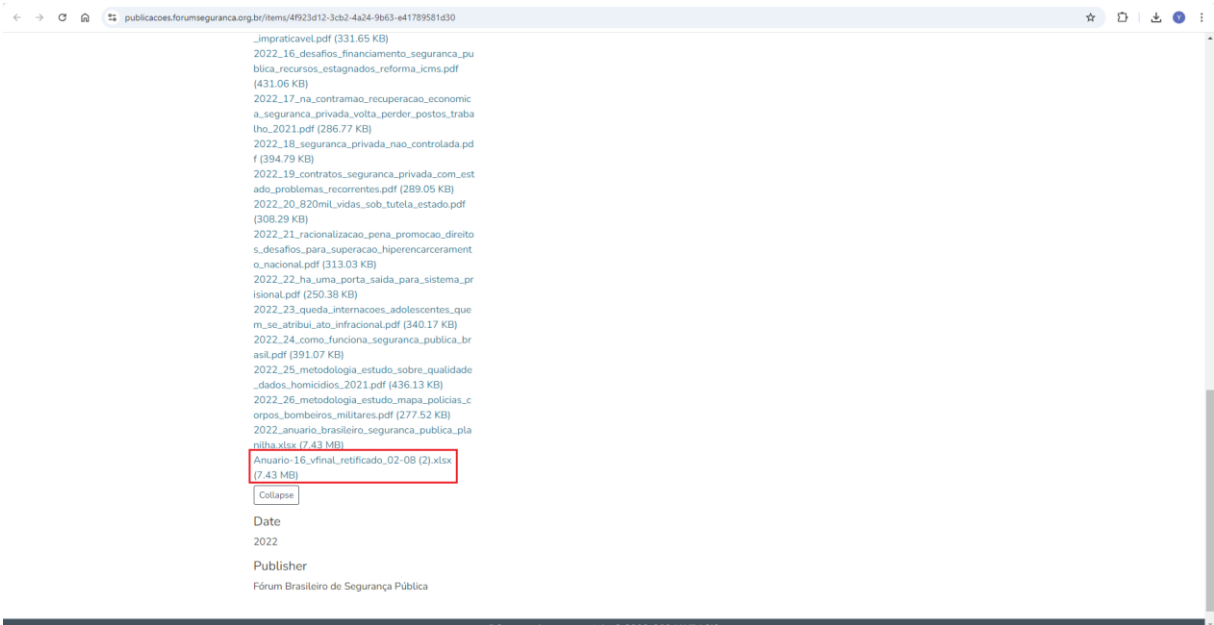 publicacoes.forumseguranca.org.br/items/4f923d12-3cb2-4a24-9b63-e41789581d30
_impraticavel.pdf (331.65 KB)
2022_16_desafios_financiamento_seguranca_pu
blica_recursos_estagnados_reforma_icms.pdf
(431.06 KB)
2022_17_na_contramao_recuperacao_economic
a_seguranca_privada_volta_perder_postos_traba
lho_2021.pdf (286.77 KB)
2022_18_seguranca_privada_nao_controlada.pd
f (394.79 KB)
2022_19_contratos_seguranca_privada_com_est
ado_problemas_recorrentes.pdf (289.05 KB)
2022_20_820mil_vidas_sob_tutela_estado.pdf
(308.29 KB)
2022_21_racionalizacao_pena_promocao_direito
s_desafios_para_superacao_hiperencarcerament
o_nacional.pdf (313.03 KB)
2022_22_ha_uma_porta_saida_para_sistema_pr
isional.pdf (250.38 KB)
2022_23_queda_internacoes_adolescentes_que
m_se_atribui_ato_infracional.pdf (340.17 KB)
2022_24_como_funciona_seguranca_publica_br
asil.pdf (391.07 KB)
2022_25_metodologia_estudo_sobre_qualidade
_dados_homicidios_2021.pdf (436.13 KB)
2022_26_metodologia_estudo_mapa_policias_c
orpos_bombeiros_militares.pdf (277.52 KB)
2022_anuario_brasileiro_seguranca_publica_pla
nilha.xlsx (7.43 MB)
Anuario-16_vfinal_retificado_02-08 (2).xlsx
(7.43 MB)
Collapse
Date
2022
Publisher
Fórum Brasileiro de Segurança Pública